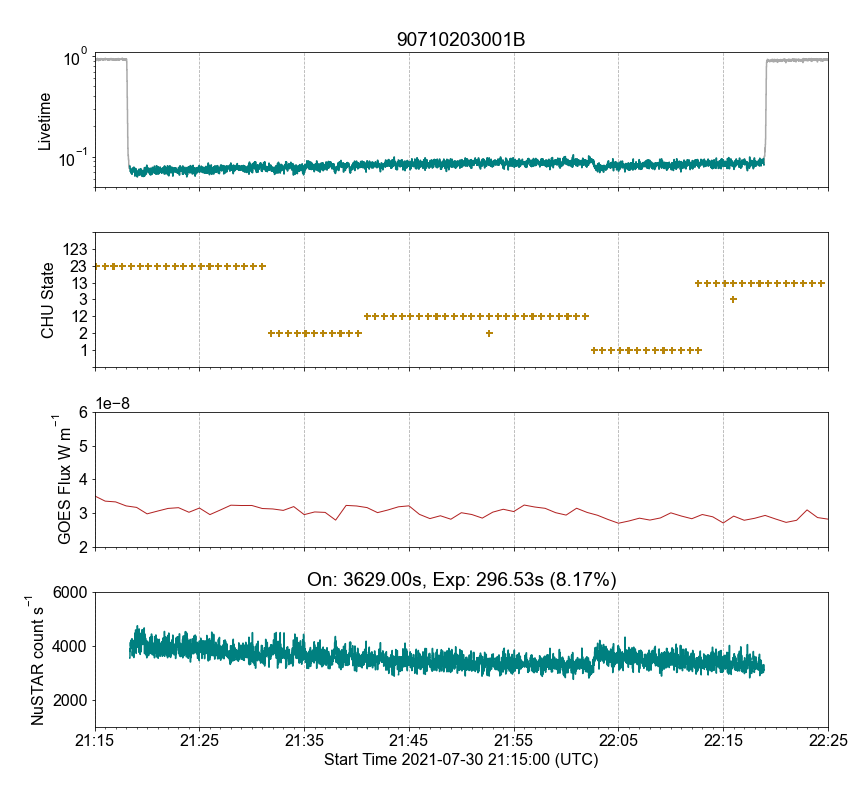 90710203001B
Livetime
10⁰
10⁻¹
CHU State
123
23
13
3
12
2
1
1e−8
GOES Flux W m⁻¹
6
5
4
3
2
On: 3629.00s, Exp: 296.53s (8.17%)
NuSTAR count s⁻¹
6000
4000
2000
21:15 21:25 21:35 21:45 21:55 22:05 22:15 22:25
Start Time 2021-07-30 21:15:00 (UTC)